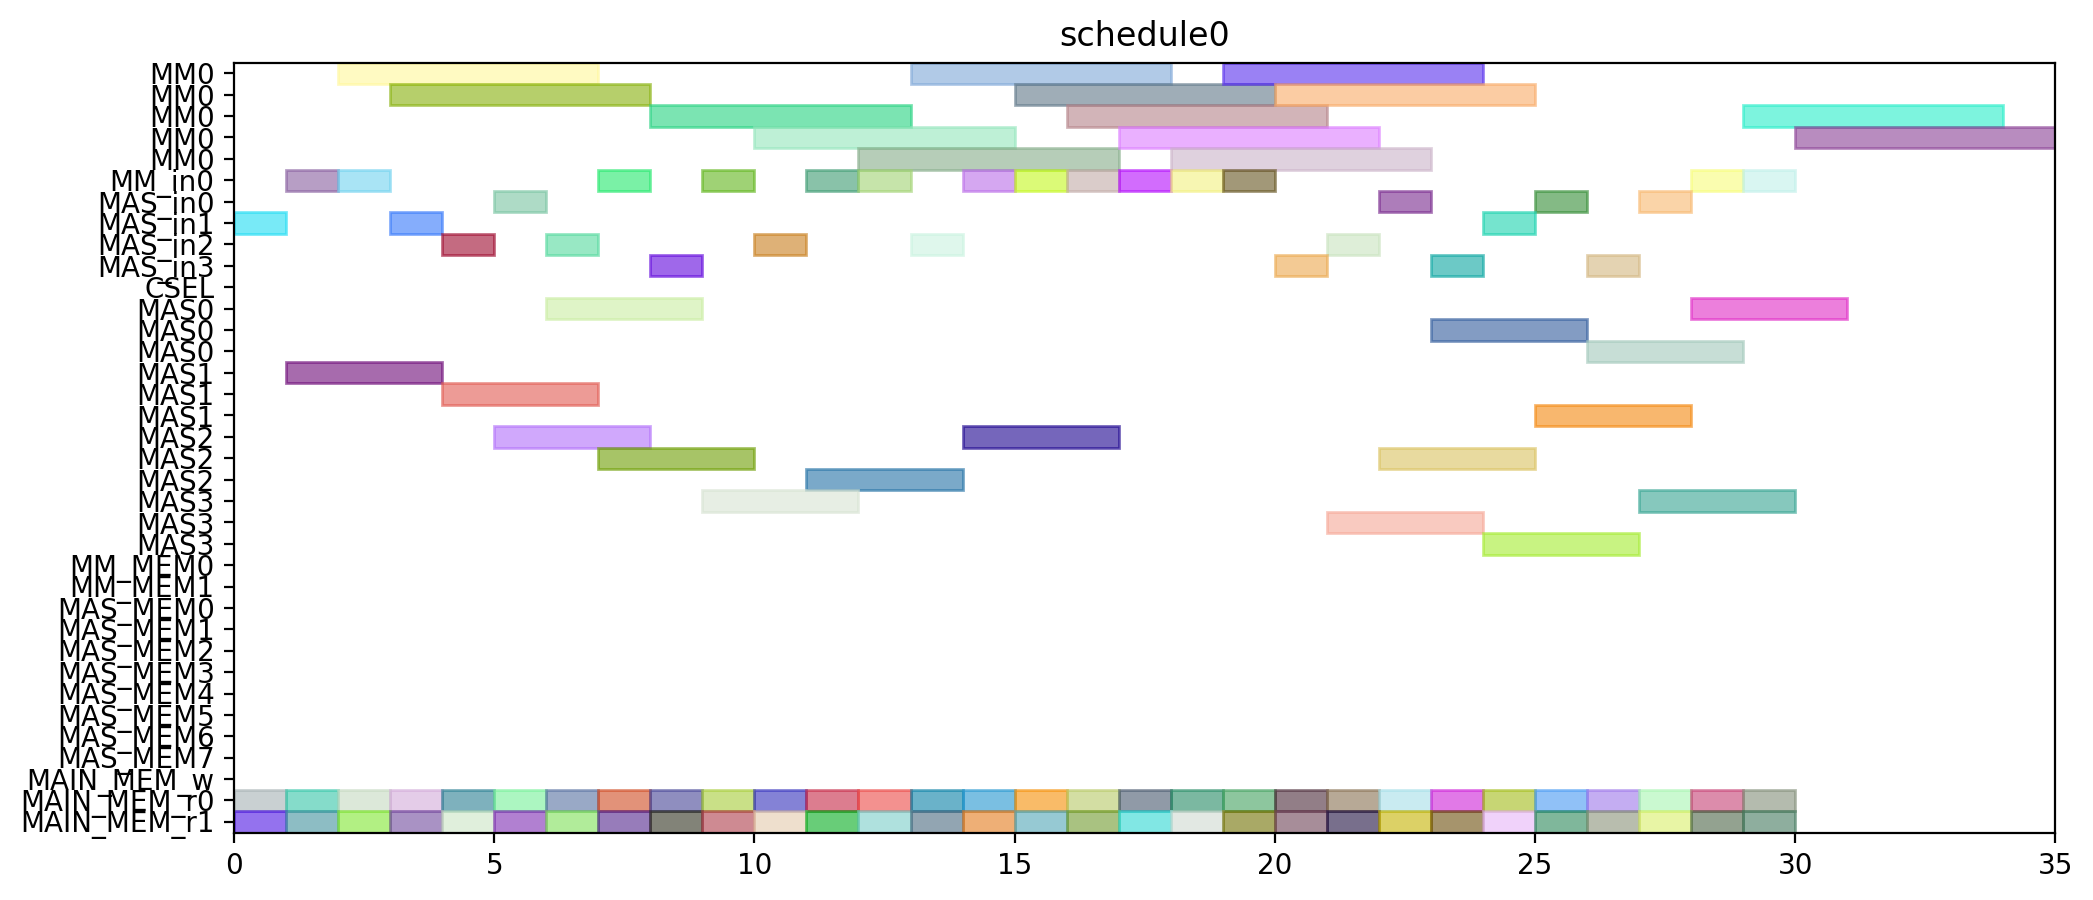 schedule0
MM0
MM0
MM0
MM0
MM0
MM_in0
MAS_in0
MAS_in1
MAS_in2
MAS_in3
CSEL
MAS0
MAS0
MAS0
MAS1
MAS1
MAS1
MAS2
MAS2
MAS2
MAS3
MAS3
MAS3
MM_MEM0
MM_MEM1
MAS_MEM0
MAS_MEM1
MAS_MEM2
MAS_MEM3
MAS_MEM4
MAS_MEM5
MAS_MEM6
MAS_MEM7
MAIN_MEM_w
MAIN_MEM_r0
MAIN_MEM_r1
0 5 10 15 20 25 30 35